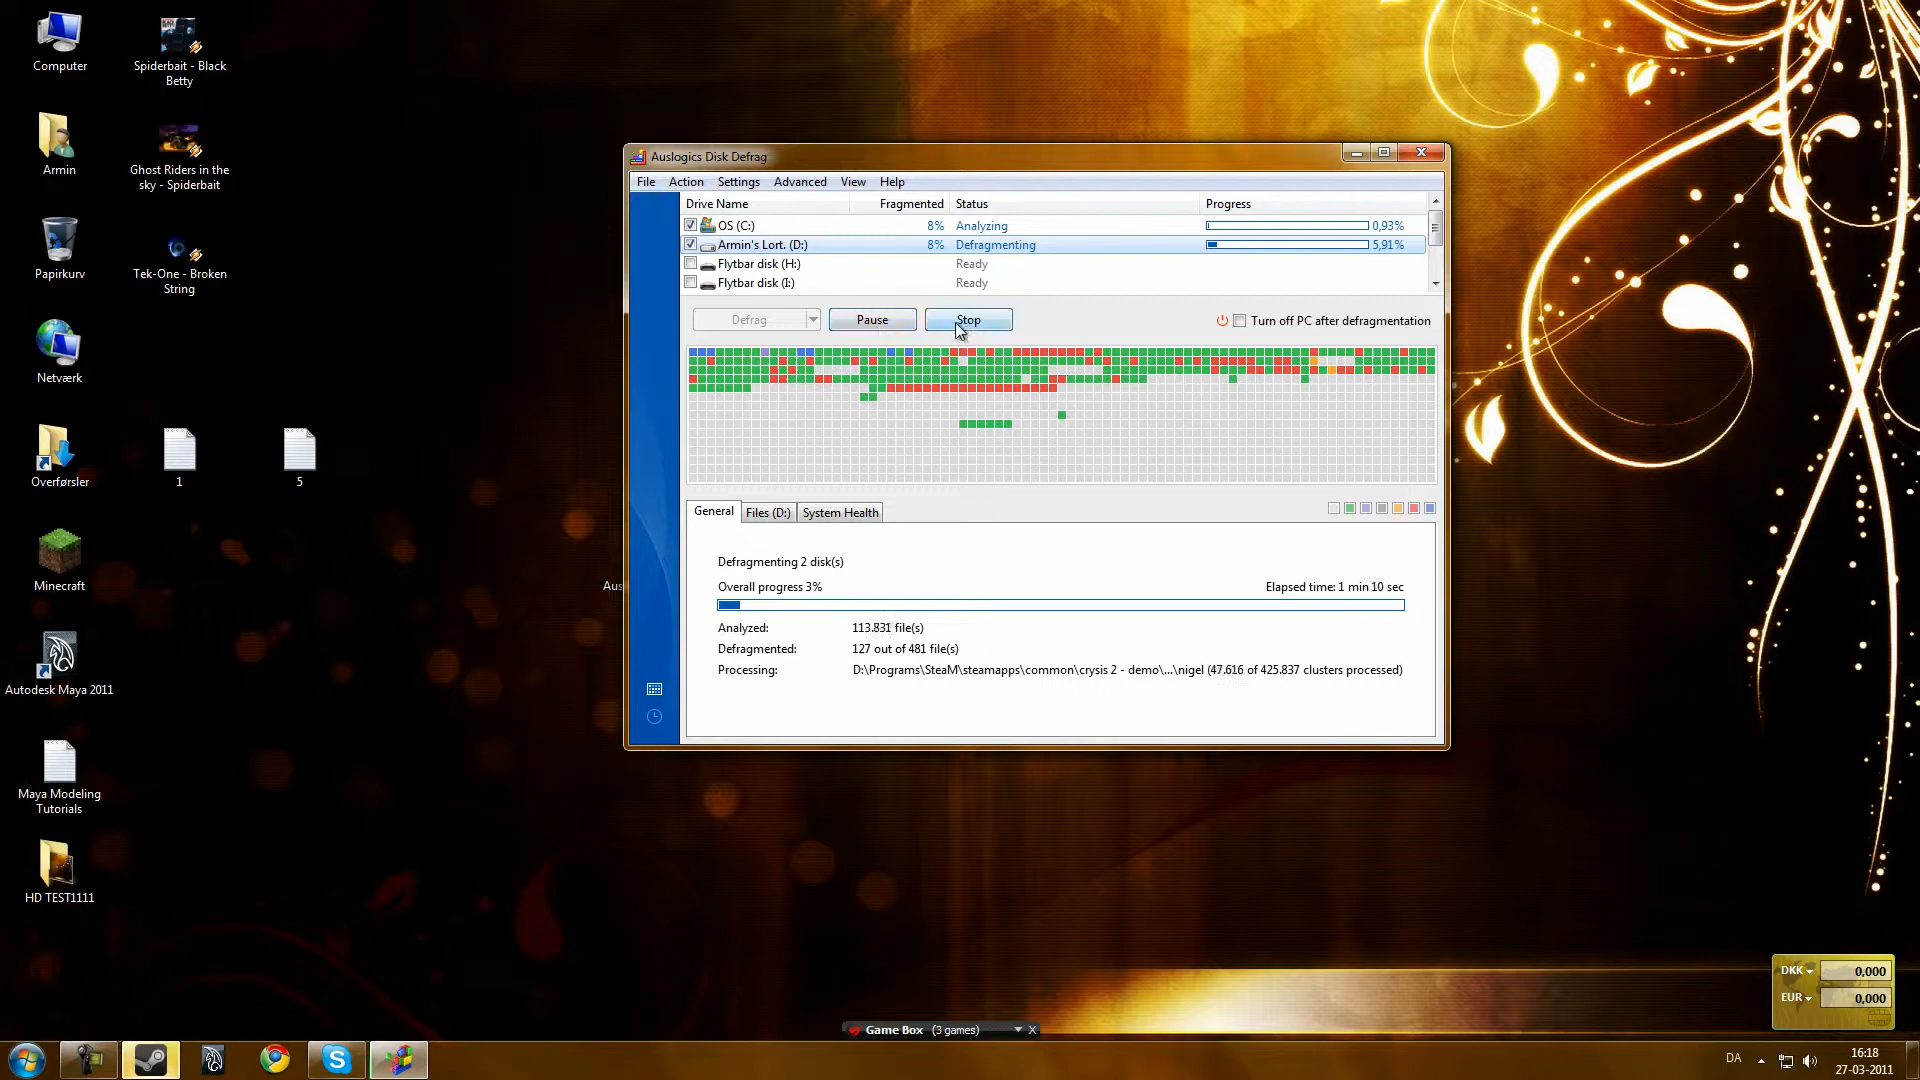 Computer
Spiderbait - Black
Betty
Armin
Ghost Riders in the
sky - Spiderbait
Papirkurv
Tek-One - Broken
String
Netværk
Overførsler
1
5
Minecraft
Autodesk Maya 2011
Maya Modeling
Tutorials
HD TEST1111
Aus
Auslogics Disk Defrag
File Action Settings Advanced View Help
Drive Name Fragmented Status Progress
OS (C:) 8% Analyzing 0,93%
Armin's Lort. (D:) 8% Defragmenting 5,91%
Flytbar disk (H:) Ready
Flytbar disk (I:) Ready
Defrag Pause Stop Turn off PC after defragmentation
General Files (D:) System Health
Defragmenting 2 disk(s)
Overall progress 3% Elapsed time: 1 min 10 sec
Analyzed: 113.831 file(s)
Defragmented: 127 out of 481 file(s)
Processing: D:\Programs\SteaM\steamapps\common\crysis 2 - demo\...\nigel (47.616 of 425.837 clusters processed)
DKK 0,000
EUR 0,000
Game Box (3 games)
DA
16:18
27-03-2011